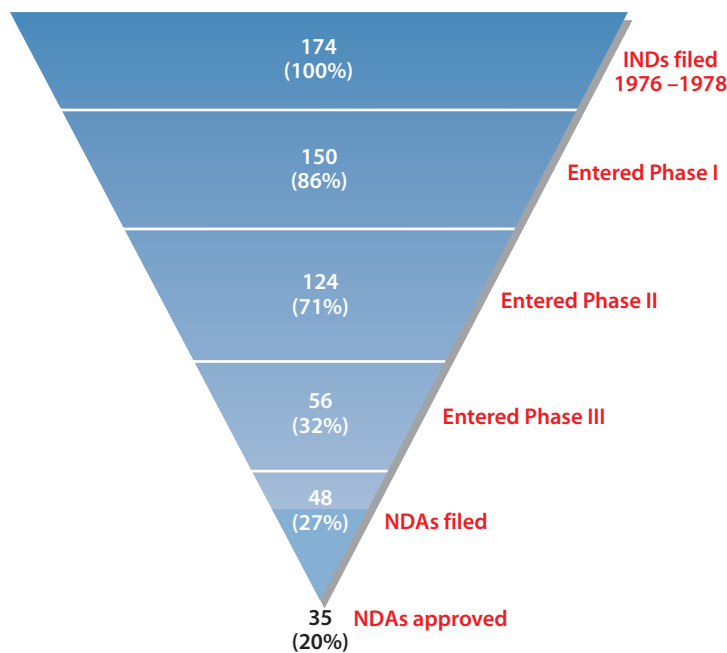 174
(100%)
INDs filed
1976 –1978
150
(86%)
Entered Phase I
124
(71%)
Entered Phase II
56
(32%)
Entered Phase III
48
(27%)
NDAs filed
35
(20%)
NDAs approved